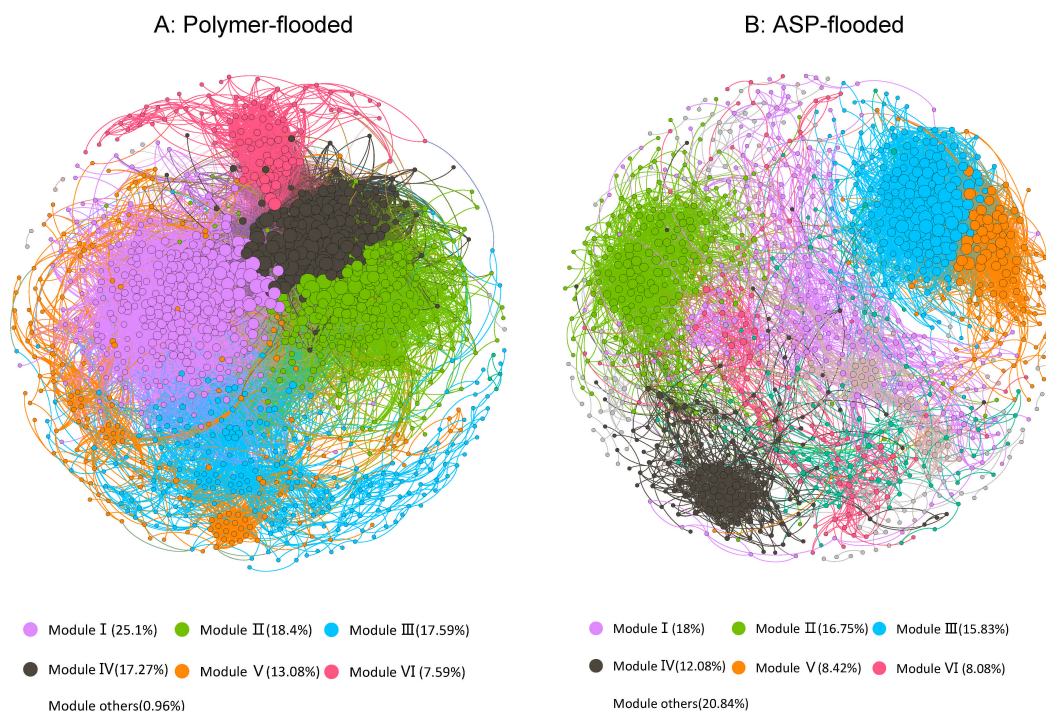 A: Polymer-flooded
B: ASP-flooded
Module Ⅰ (25.1%) Module Ⅱ (18.4%) Module Ⅲ (17.59%)
Module Ⅳ (17.27%) Module Ⅴ (13.08%) Module Ⅵ (7.59%)
Module others(0.96%)
Module Ⅰ (18%) Module Ⅱ (16.75%) Module Ⅲ (15.83%)
Module Ⅳ (12.08%) Module Ⅴ (8.42%) Module Ⅵ (8.08%)
Module others(20.84%)